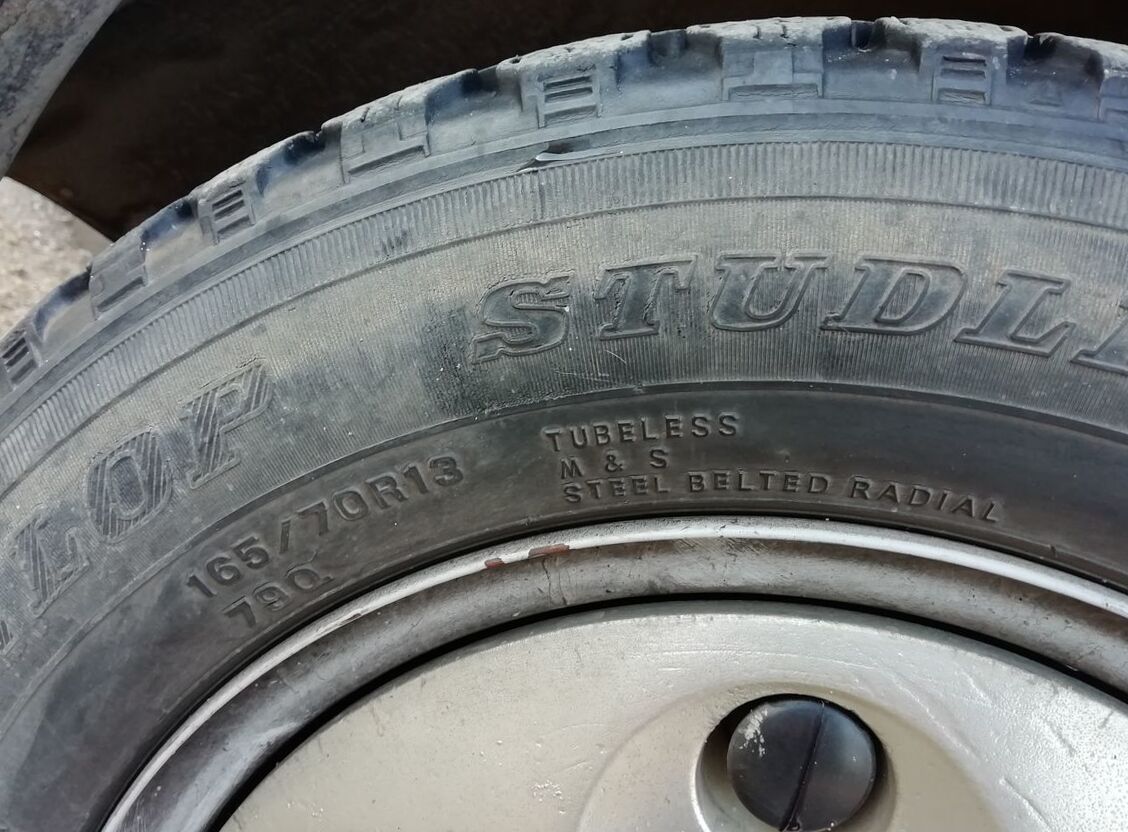 LOP
STUDL
165/70R13
79Q
TUBELESS
M & S
STEEL BELTED RADIAL